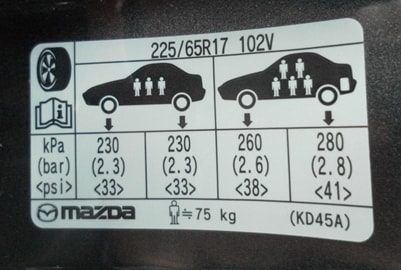 225/65R17 102V
kPa 230 230 260 280
(bar) (2.3) (2.3) (2.6) (2.8)
<psi> <33> <33> <38> <41>
mazda ≒75 kg (KD45A)